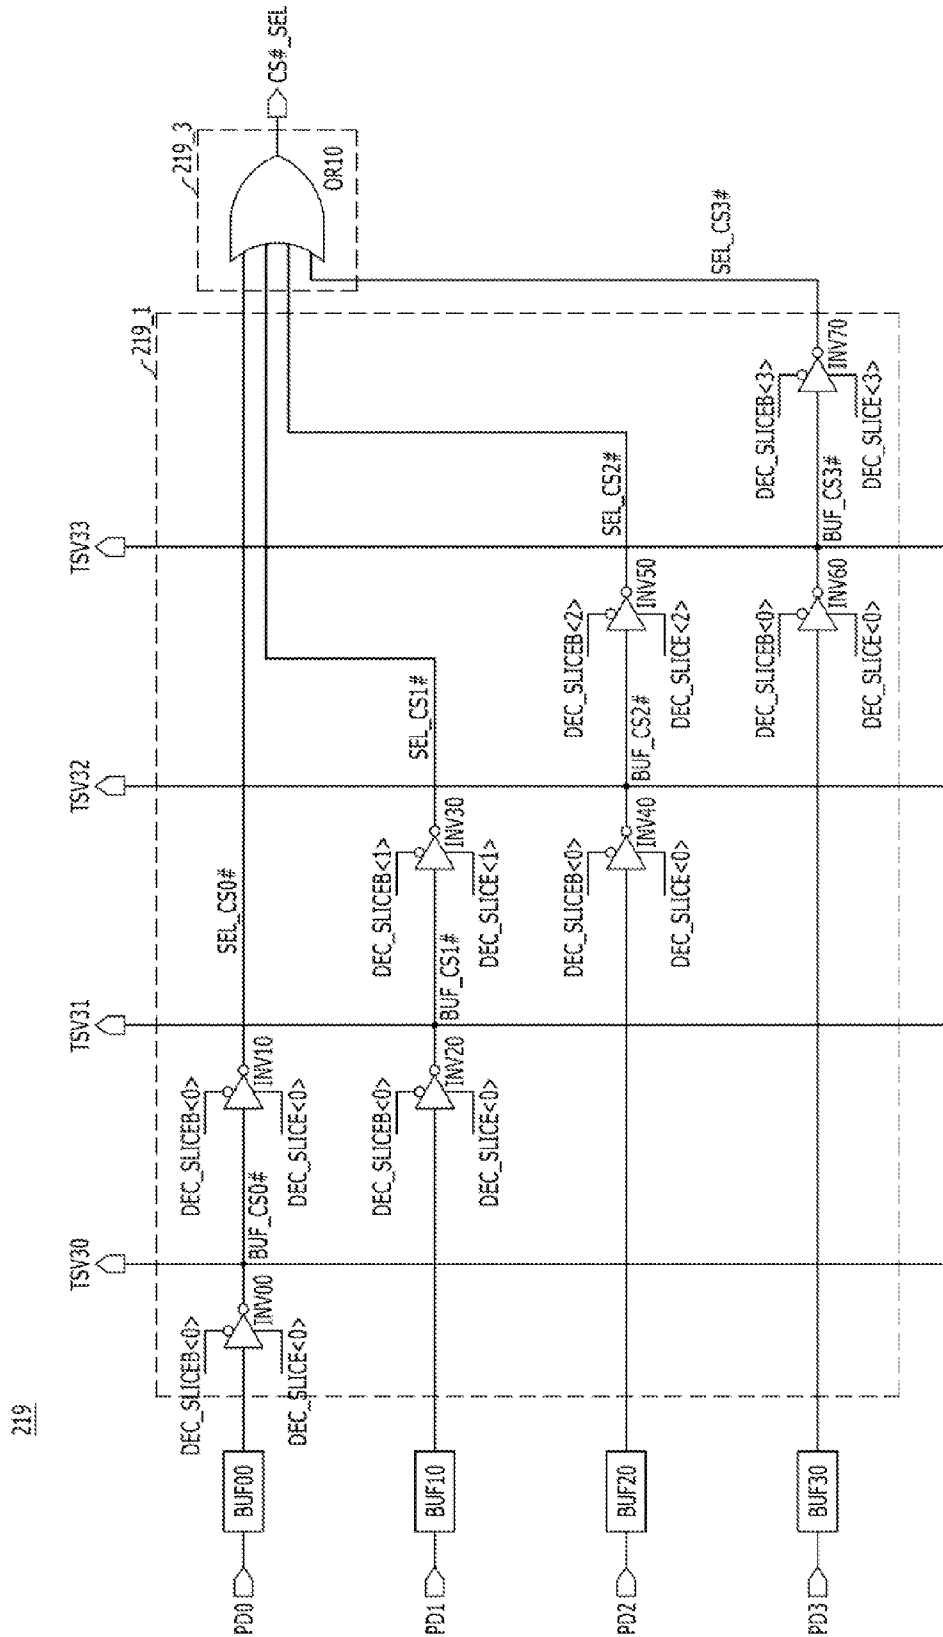 219
PD0
BUF00
DEC_SLICEB<0>
INV00
DEC_SLICE<0>
TSV30
BUF_CS0#
DEC_SLICEB<0>
INV10
DEC_SLICE<0>
SEL_CS0#
PD1
BUF10
DEC_SLICEB<0>
INV20
DEC_SLICE<0>
TSV31
BUF_CS1#
DEC_SLICEB<1>
INV30
DEC_SLICE<1>
SEL_CS1#
PD2
BUF20
DEC_SLICEB<0>
INV40
DEC_SLICE<0>
TSV32
BUF_CS2#
DEC_SLICEB<2>
INV50
DEC_SLICE<2>
SEL_CS2#
PD3
BUF30
DEC_SLICEB<0>
INV60
DEC_SLICE<0>
TSV33
BUF_CS3#
DEC_SLICEB<3>
INV70
DEC_SLICE<3>
SEL_CS3#
219_1
219_3
OR10
CS#_SEL